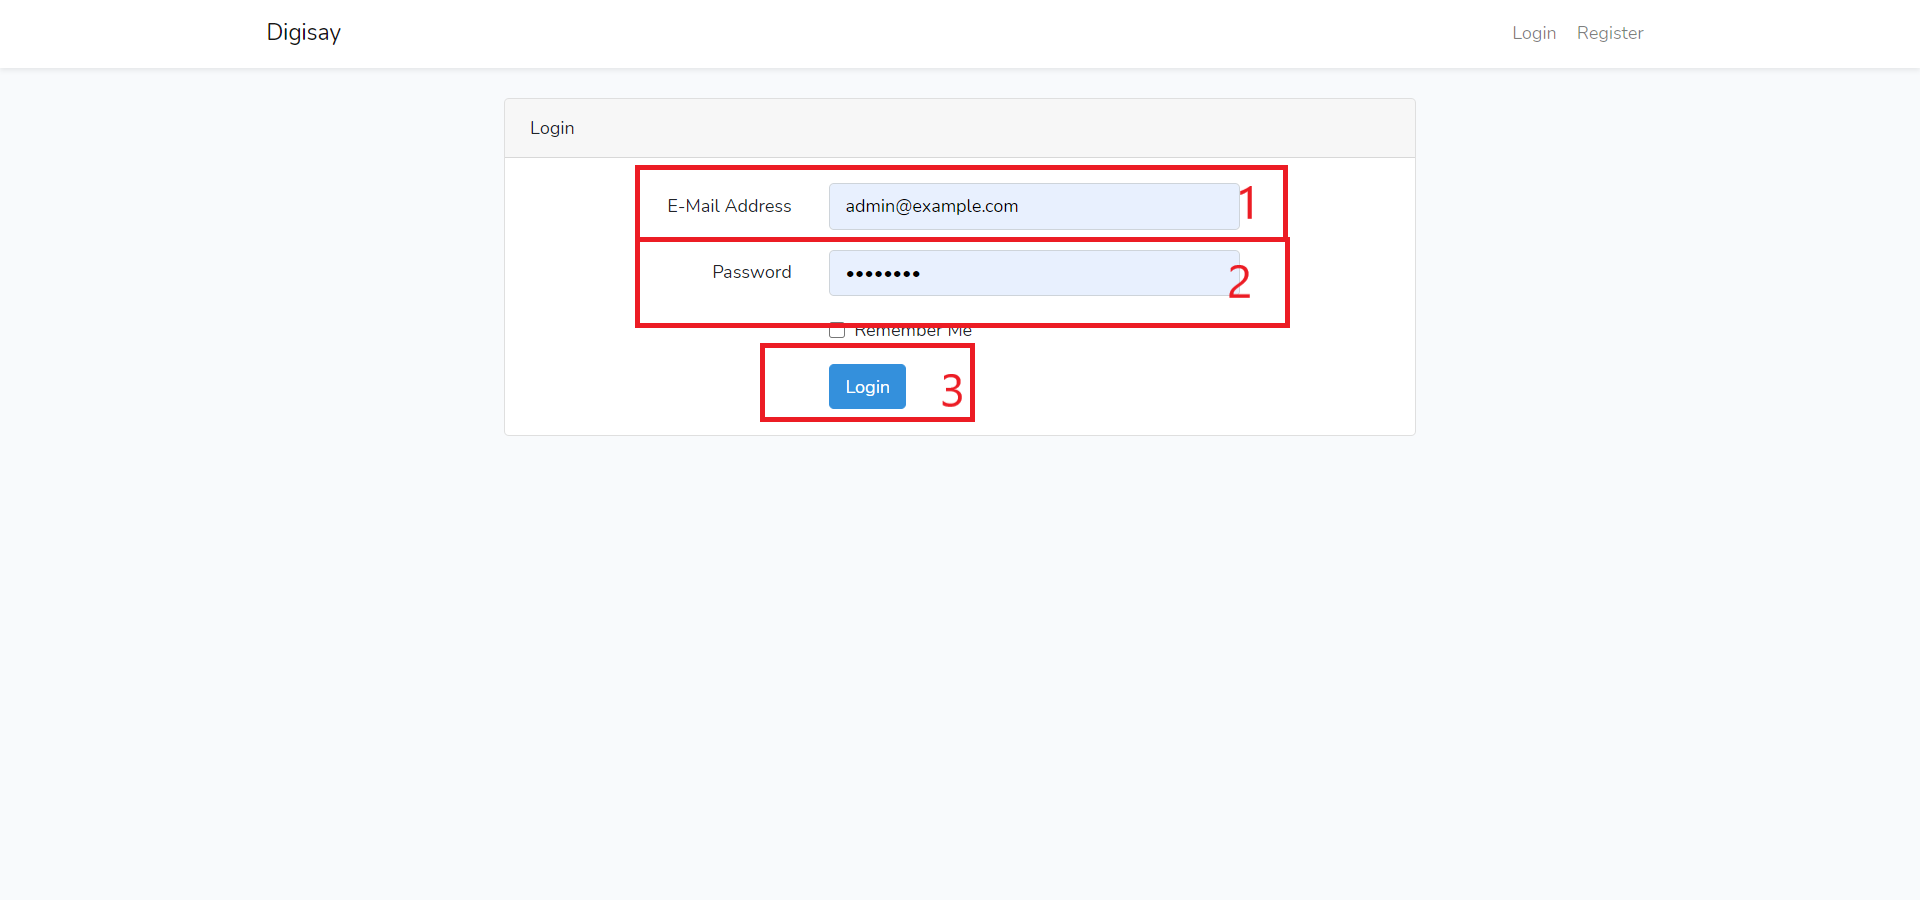 Digisay Login Register
Login
E-Mail Address admin@example.com 1
Password •••••••• 2
Remember Me
Login 3